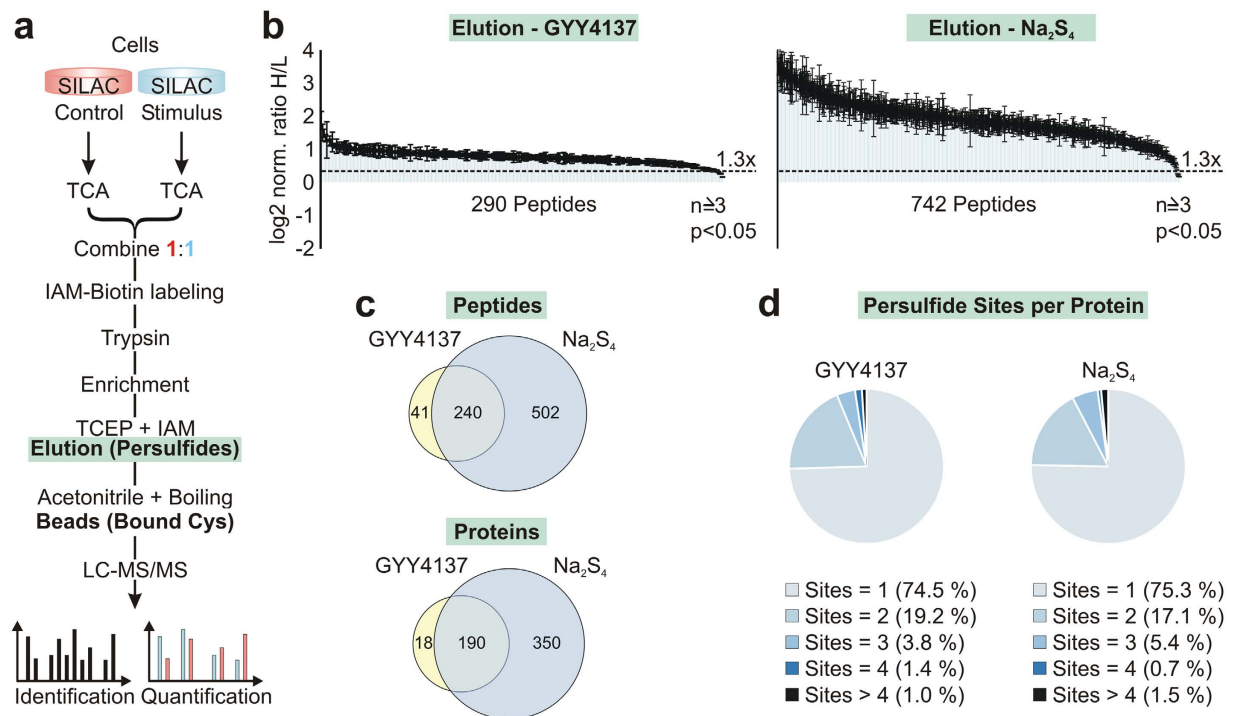 a
Cells
SILAC SILAC
Control Stimulus
TCA TCA
Combine 1:1
IAM-Biotin labeling
Trypsin
Enrichment
TCEP + IAM
Elution (Persulfides)
Acetonitrile + Boiling
Beads (Bound Cys)
LC-MS/MS
Identification Quantification
b
Elution - GYY4137
log2 norm. ratio H/L
4
3
2
1
0
-1
-2
1.3x
290 Peptides
n≥3
p<0.05
Elution - Na₂S₄
1.3x
742 Peptides
n≥3
p<0.05
c
Peptides
GYY4137 Na₂S₄
41 240 502
Proteins
GYY4137 Na₂S₄
18 190 350
d
Persulfide Sites per Protein
GYY4137
Sites = 1 (74.5 %)
Sites = 2 (19.2 %)
Sites = 3 (3.8 %)
Sites = 4 (1.4 %)
Sites > 4 (1.0 %)
Na₂S₄
Sites = 1 (75.3 %)
Sites = 2 (17.1 %)
Sites = 3 (5.4 %)
Sites = 4 (0.7 %)
Sites > 4 (1.5 %)